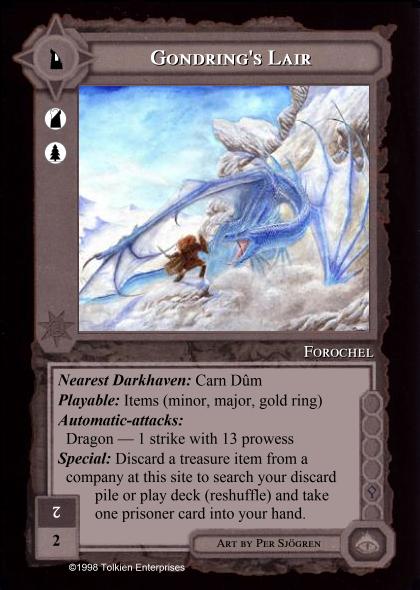 GONDRING'S LAIR
FOROCHEL
Nearest Darkhaven: Carn Dûm
Playable: Items (minor, major, gold ring)
Automatic-attacks:
Dragon — 1 strike with 13 prowess
Special: Discard a treasure item from a
company at this site to search your discard
pile or play deck (reshuffle) and take
one prisoner card into your hand.
2
2
ART BY PER SJÖGREN
©1998 Tolkien Enterprises